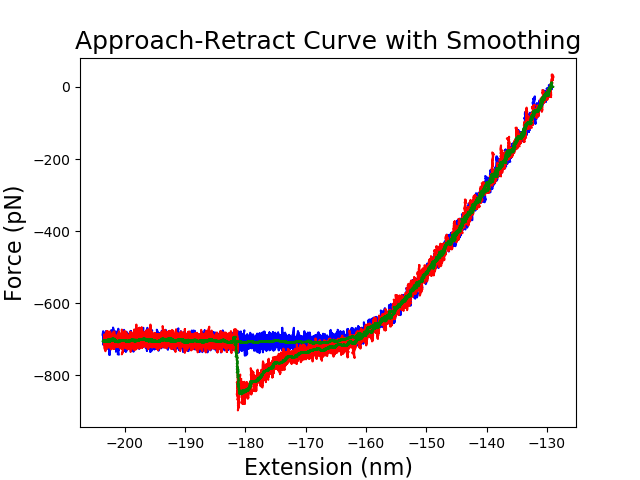 Approach-Retract Curve with Smoothing
Force (pN)
0
−200
−400
−600
−800
−200 −190 −180 −170 −160 −150 −140 −130
Extension (nm)